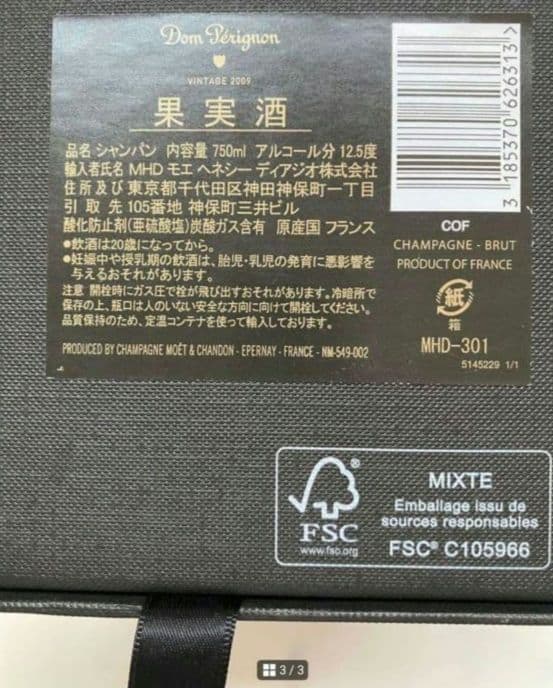 Dom Pérignon
VINTAGE 2009
果実酒
品名 シャンパン 内容量 750ml アルコール分 12.5度
輸入者氏名 MHD モエ ヘネシー ディアジオ株式会社
住所及び 東京都千代田区神田神保町一丁目
引取先 105番地 神保町三井ビル
酸化防止剤(亜硫酸塩)炭酸ガス含有 原産国 フランス
●飲酒は20歳になってから。
●妊娠中や授乳期の飲酒は、胎児・乳児の発育に悪影響を
与えるおそれがあります。
注意 開栓時にガス圧で栓が飛び出すおそれがあります。冷暗所で
保存の上、瓶口は人のいない安全な方向に向けて開栓してください。
品質保持のため、定温コンテナを使って輸入しております。
PRODUCED BY CHAMPAGNE MOËT & CHANDON - EPERNAY - FRANCE - NM-549-002
3 185370 626313 >
COF
CHAMPAGNE - BRUT
PRODUCT OF FRANCE
紙
箱
MHD-301
5145229 1/1
FSC
www.fsc.org
MIXTE
Emballage issu de
sources responsables
FSC® C105966
3 / 3